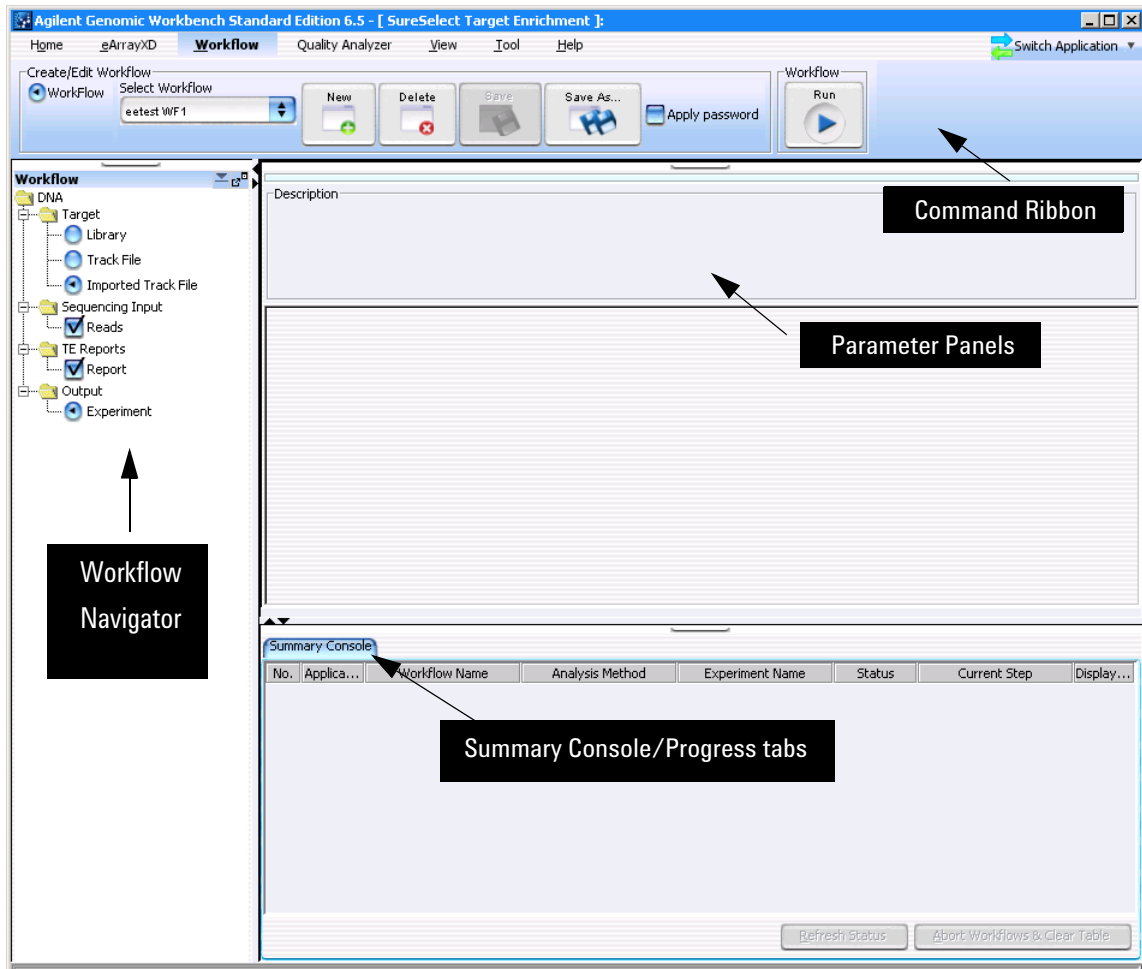 Agilent Genomic Workbench Standard Edition 6.5 - [ SureSelect Target Enrichment ]:
Home eArrayXD Workflow Quality Analyzer View Tool Help Switch Application
Create/Edit Workflow
WorkFlow
Select Workflow
eetest WF1
New
Delete
Save
Save As...
Apply password
Workflow
Run
Command Ribbon
Workflow
DNA
Target
Library
Track File
Imported Track File
Sequencing Input
Reads
TE Reports
Report
Output
Experiment
Workflow
Navigator
Description
Parameter Panels
Summary Console
No. Applica... Workflow Name Analysis Method Experiment Name Status Current Step Display...
Summary Console/Progress tabs
Refresh Status Abort Workflows & Clear Table